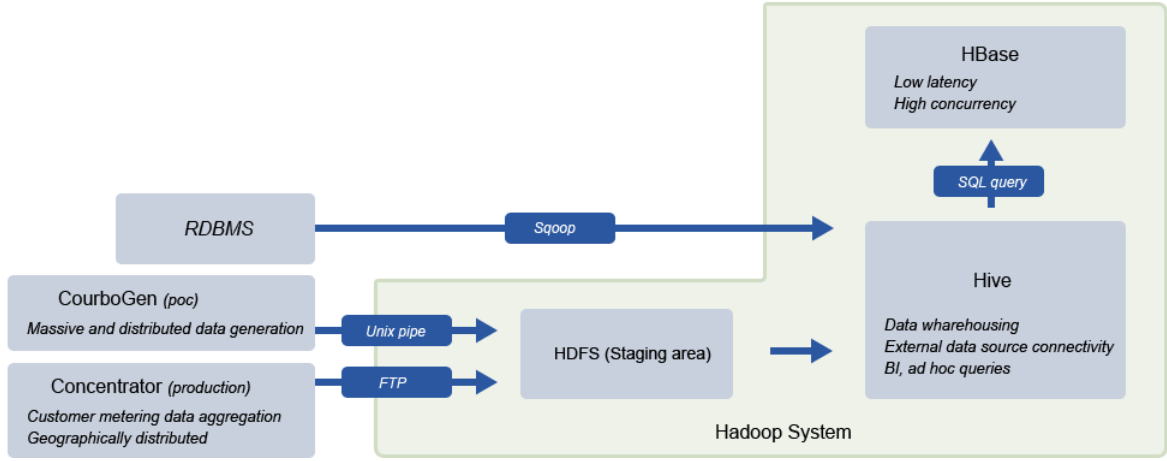 HBase
Low latency
High concurrency
SQL query
RDBMS
Sqoop
CourboGen (poc)
Massive and distributed data generation
Unix pipe
Concentrator (production)
Customer metering data aggregation
Geographically distributed
FTP
HDFS (Staging area)
Hive
Data wharehousing
External data source connectivity
BI, ad hoc queries
Hadoop System